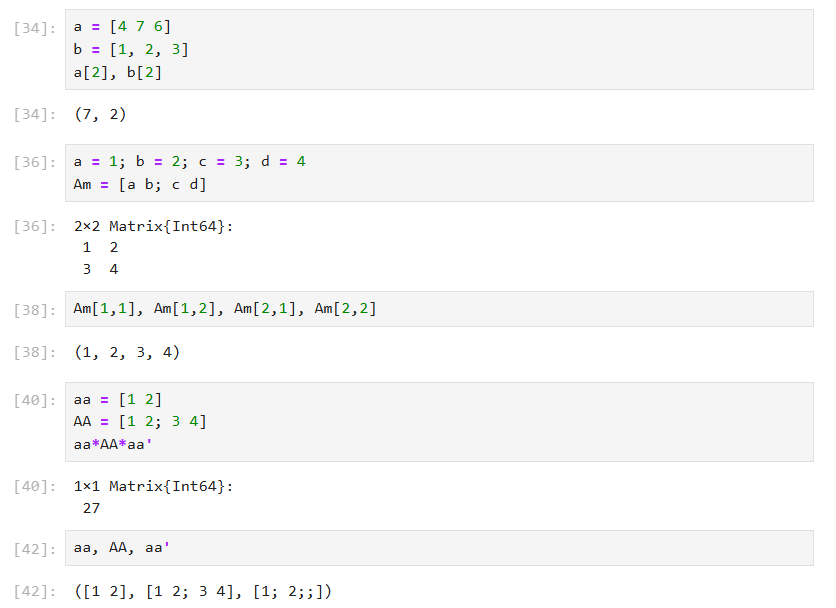 [34]: a = [4 7 6]
b = [1, 2, 3]
a[2], b[2]
[34]: (7, 2)
[36]: a = 1; b = 2; c = 3; d = 4
Am = [a b; c d]
[36]: 2×2 Matrix{Int64}:
1 2
3 4
[38]: Am[1,1], Am[1,2], Am[2,1], Am[2,2]
[38]: (1, 2, 3, 4)
[40]: aa = [1 2]
AA = [1 2; 3 4]
aa*AA*aa'
[40]: 1×1 Matrix{Int64}:
27
[42]: aa, AA, aa'
[42]: ([1 2], [1 2; 3 4], [1; 2;;])